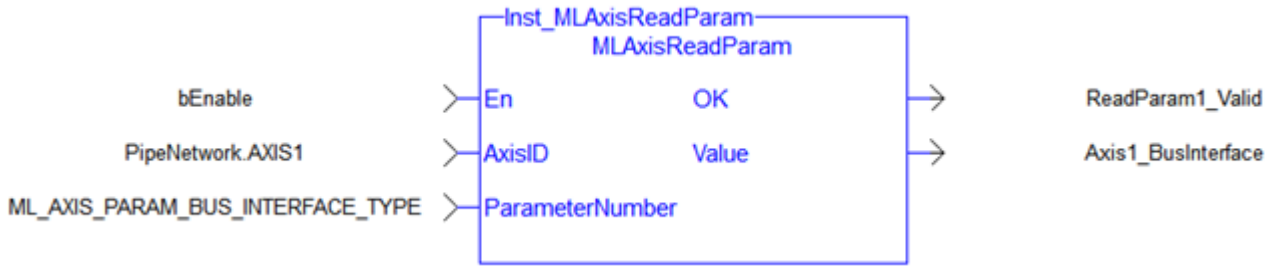 Inst_MLAxisReadParam
MLAxisReadParam
bEnable En OK ReadParam1_Valid
PipeNetwork.AXIS1 AxisID Value Axis1_BusInterface
ML_AXIS_PARAM_BUS_INTERFACE_TYPE ParameterNumber